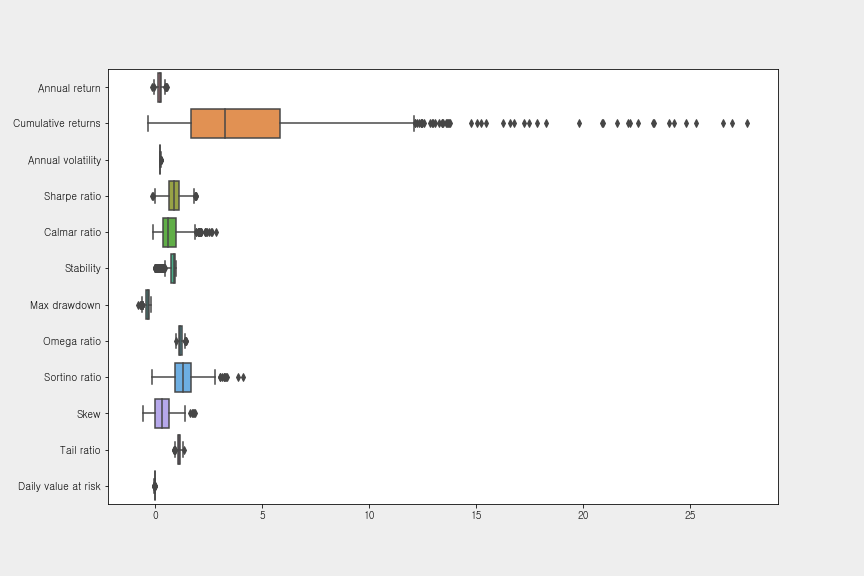 Annual return
Cumulative returns
Annual volatility
Sharpe ratio
Calmar ratio
Stability
Max drawdown
Omega ratio
Sortino ratio
Skew
Tail ratio
Daily value at risk
0 5 10 15 20 25